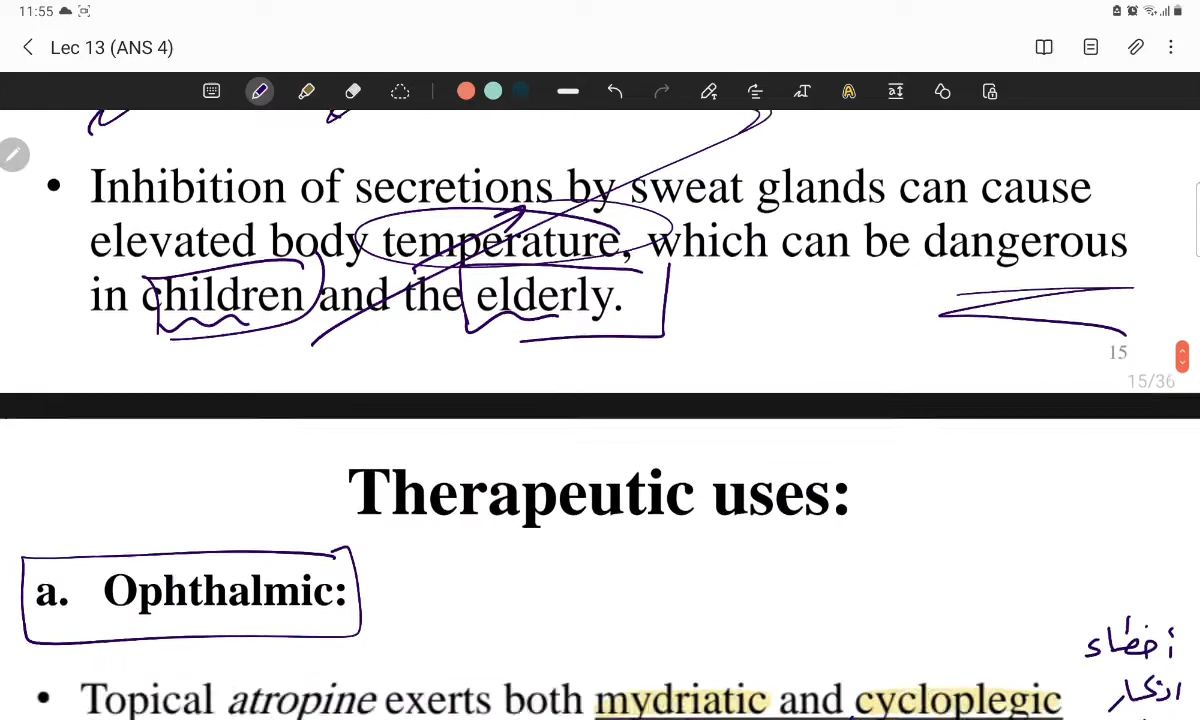 11:55
Lec 13 (ANS 4)
• Inhibition of secretions by sweat glands can cause
elevated body temperature, which can be dangerous
in children and the elderly.
15
15/36
Therapeutic uses:
a. Ophthalmic:
أخطاء
• Topical atropine exerts both mydriatic and cycloplegic